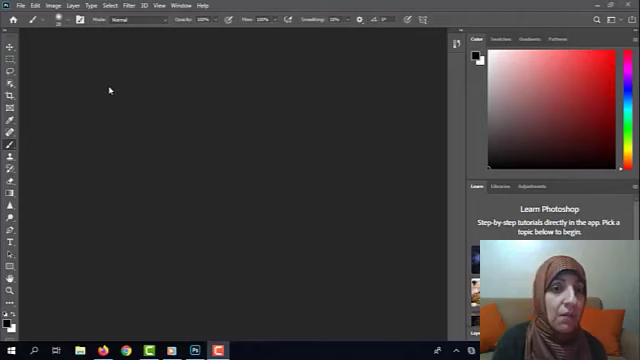 Ps File Edit Image Layer Type Select Filter 3D View Window Help
Mode: Normal Opacity: 100% Flow: 100% Smoothing: 10% 0°
Color Swatches Gradients Patterns
Learn Libraries Adjustments
Learn Photoshop
Step-by-step tutorials directly in the app. Pick a
topic below to begin.